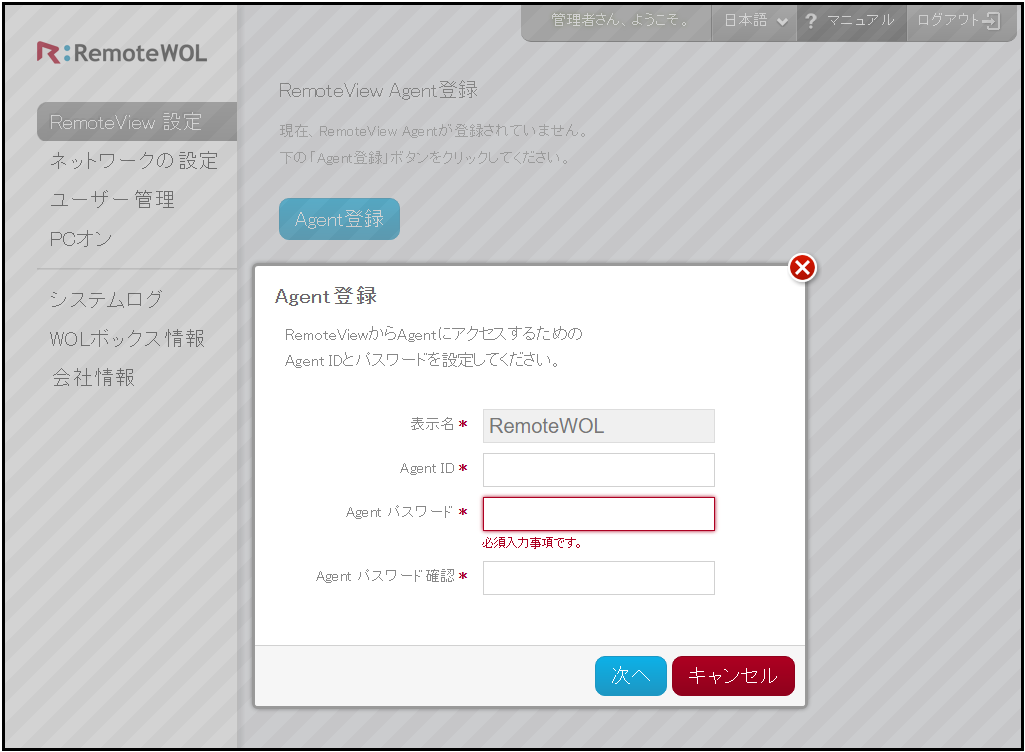 管理者さん、ようこそ。 日本語 ? マニュアル ログアウト
R:RemoteWOL
RemoteView 設定
ネットワークの設定
ユーザー管理
PCオン
システムログ
WOLボックス情報
会社情報
RemoteView Agent登録
現在、RemoteView Agentが登録されていません。
下の「Agent登録」ボタンをクリックしてください。
Agent登録
Agent登録
RemoteViewからAgentにアクセスするための
Agent IDとパスワードを設定してください。
表示名* RemoteWOL
Agent ID*
Agent パスワード*
必須入力事項です。
Agent パスワード確認*
次へ キャンセル